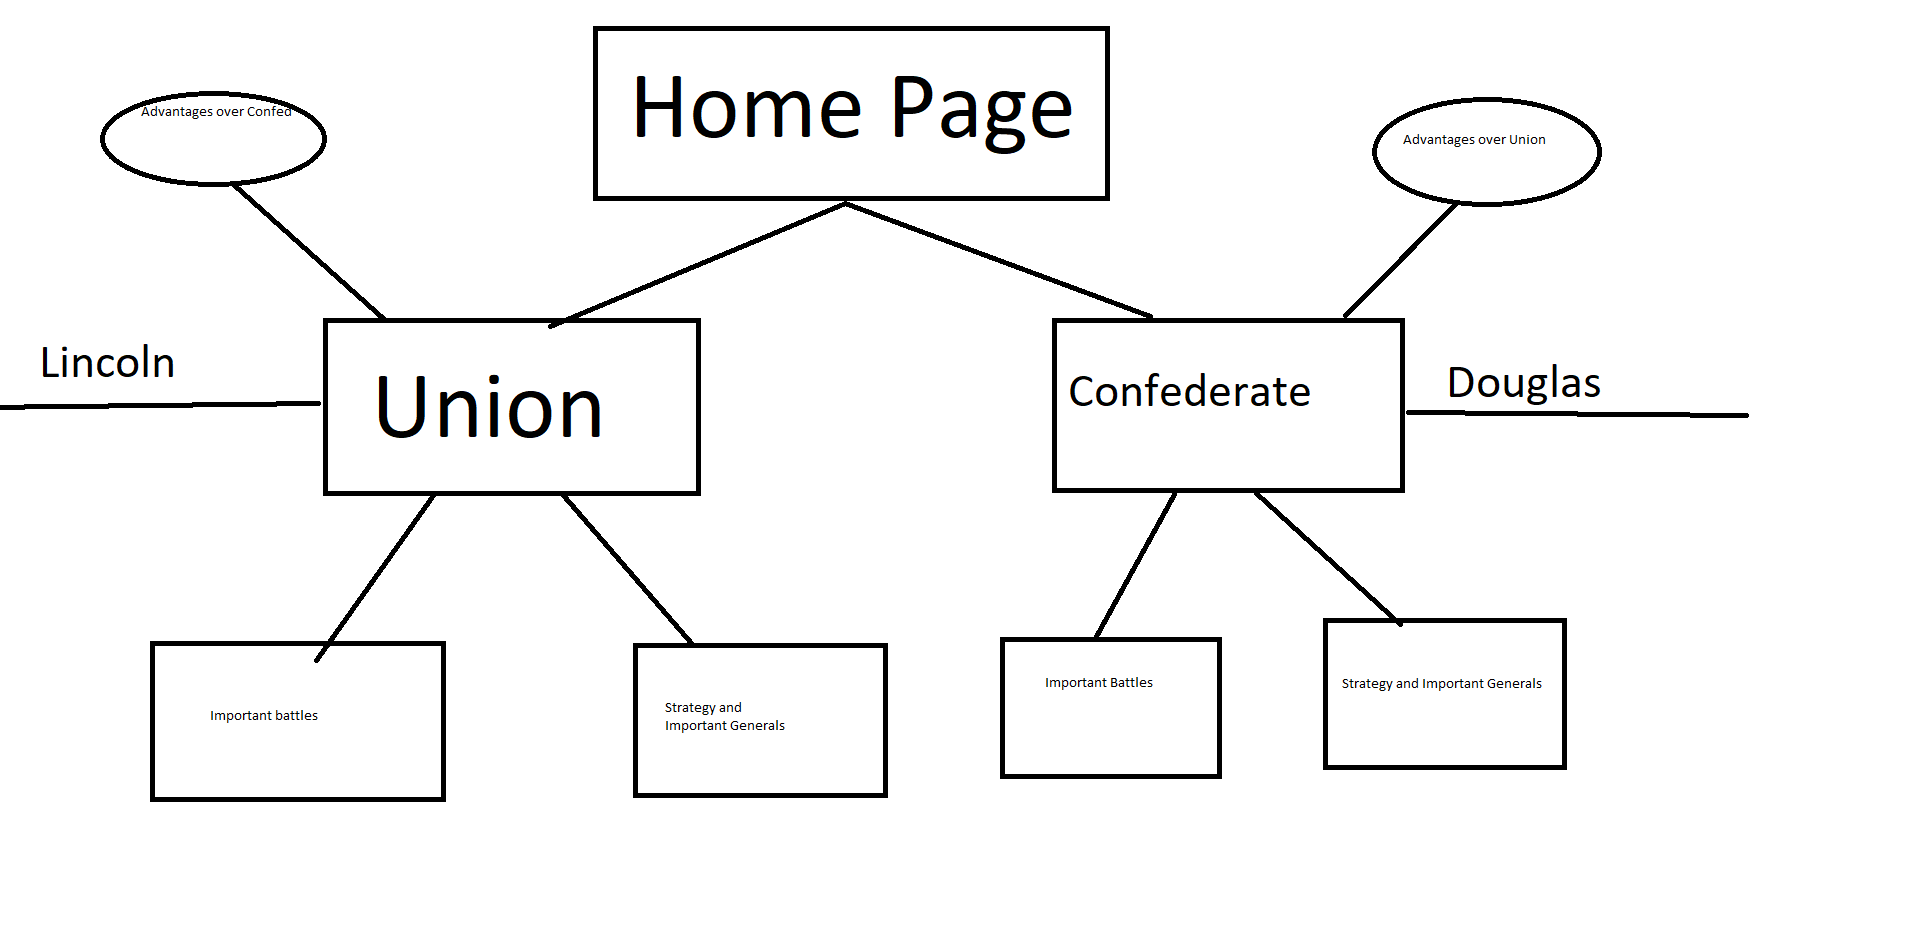 Home Page
Advantages over Confed
Advantages over Union
Lincoln
Union
Confederate
Douglas
Important battles
Strategy and
Important Generals
Important Battles
Strategy and Important Generals